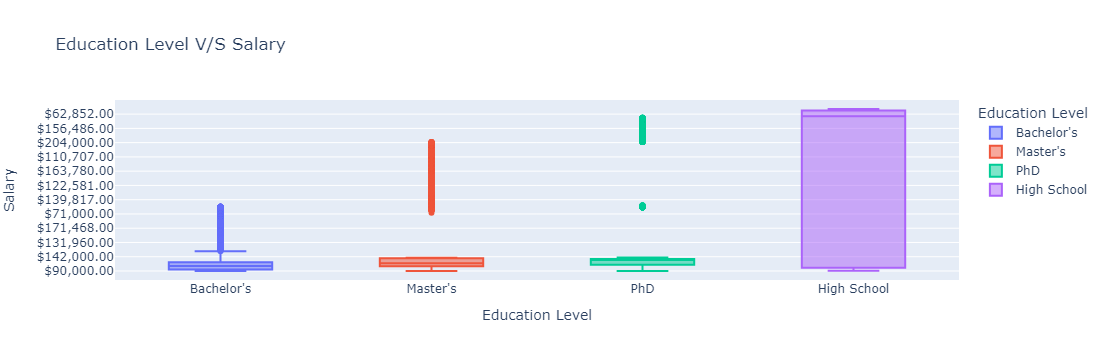 Education Level V/S Salary
Salary
$62,852.00
$156,486.00
$204,000.00
$110,707.00
$163,780.00
$122,581.00
$139,817.00
$71,000.00
$171,468.00
$131,960.00
$142,000.00
$90,000.00
Bachelor's Master's PhD High School
Education Level
Education Level
Bachelor's
Master's
PhD
High School